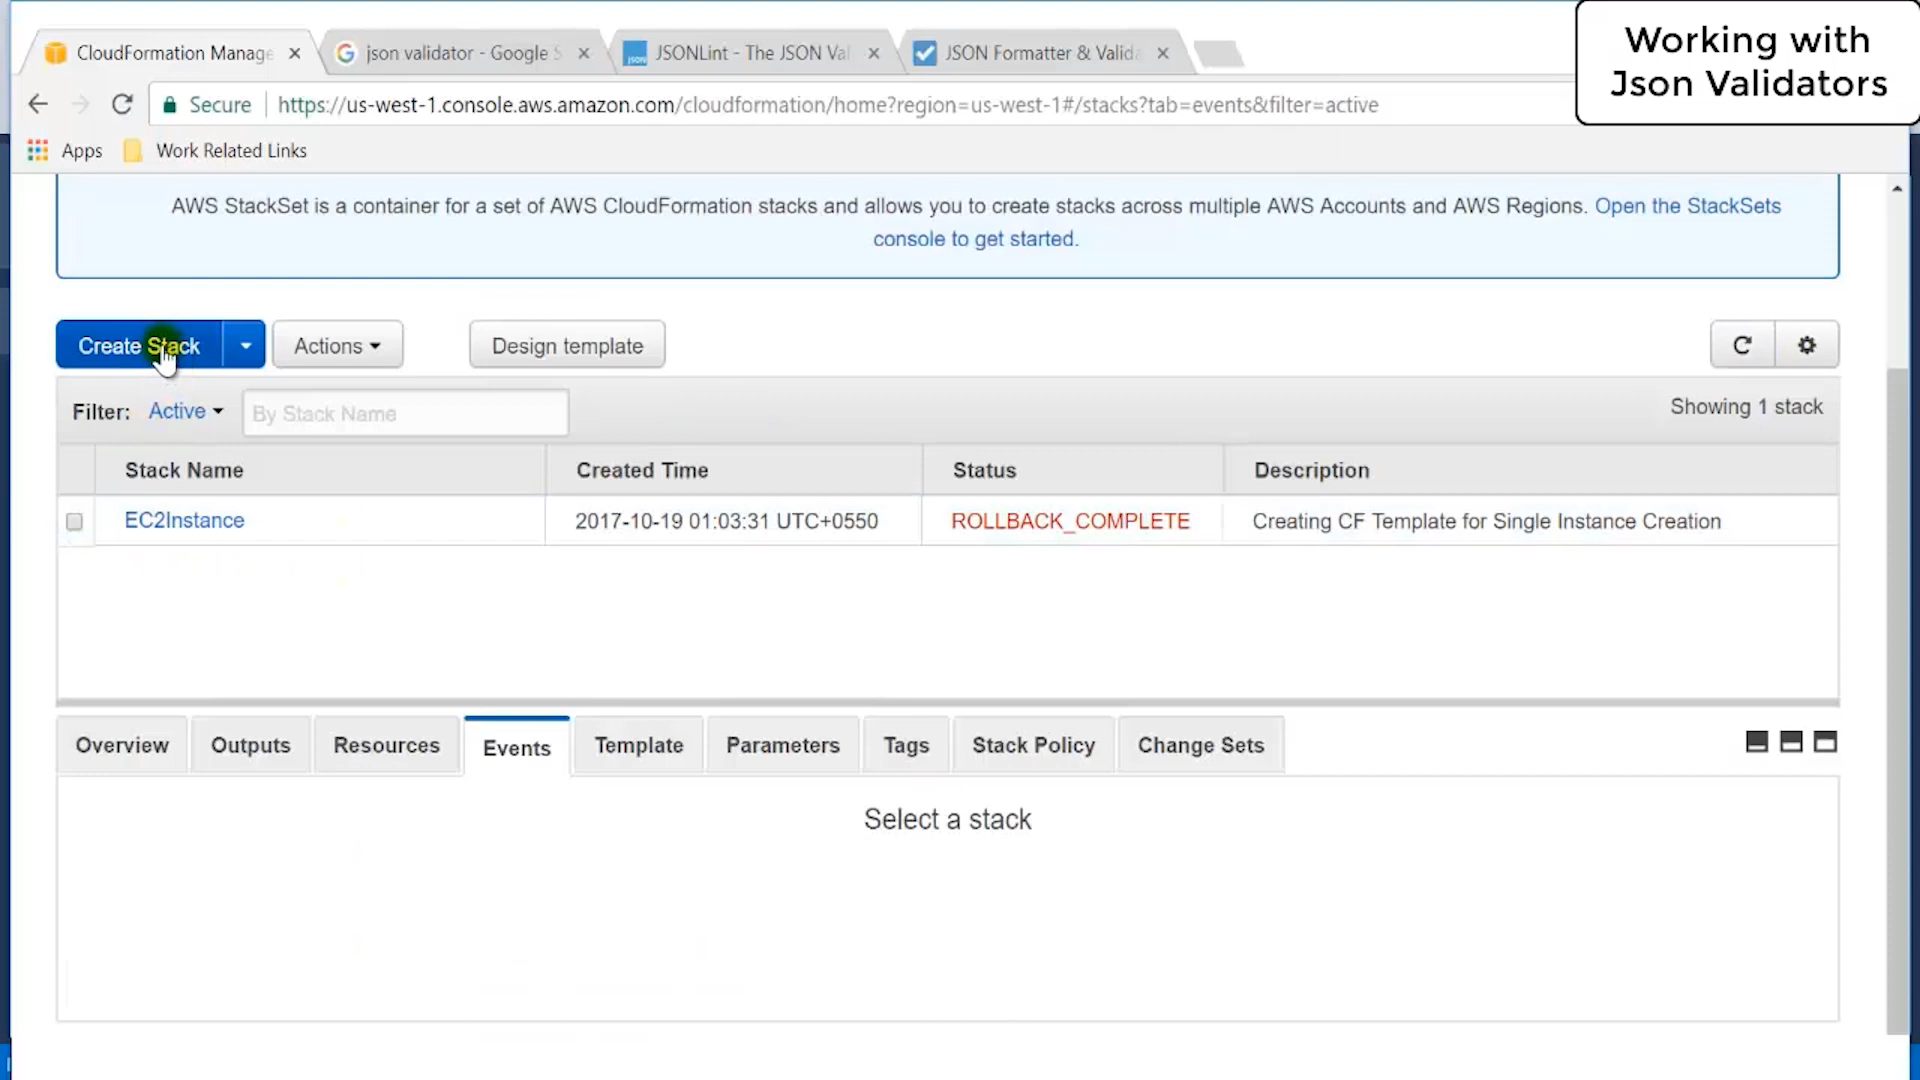 Working with
Json Validators
CloudFormation Manage
json validator - Google S
JSONLint - The JSON Val
JSON Formatter & Valida
Secure
https://us-west-1.console.aws.amazon.com/cloudformation/home?region=us-west-1#/stacks?tab=events&filter=active
Apps
Work Related Links
AWS StackSet is a container for a set of AWS CloudFormation stacks and allows you to create stacks across multiple AWS Accounts and AWS Regions. Open the StackSets
console to get started.
Create Stack
Actions
Design template
Filter: Active
By Stack Name
Showing 1 stack
Stack Name
Created Time
Status
Description
EC2Instance
2017-10-19 01:03:31 UTC+0550
ROLLBACK_COMPLETE
Creating CF Template for Single Instance Creation
Overview
Outputs
Resources
Events
Template
Parameters
Tags
Stack Policy
Change Sets
Select a stack